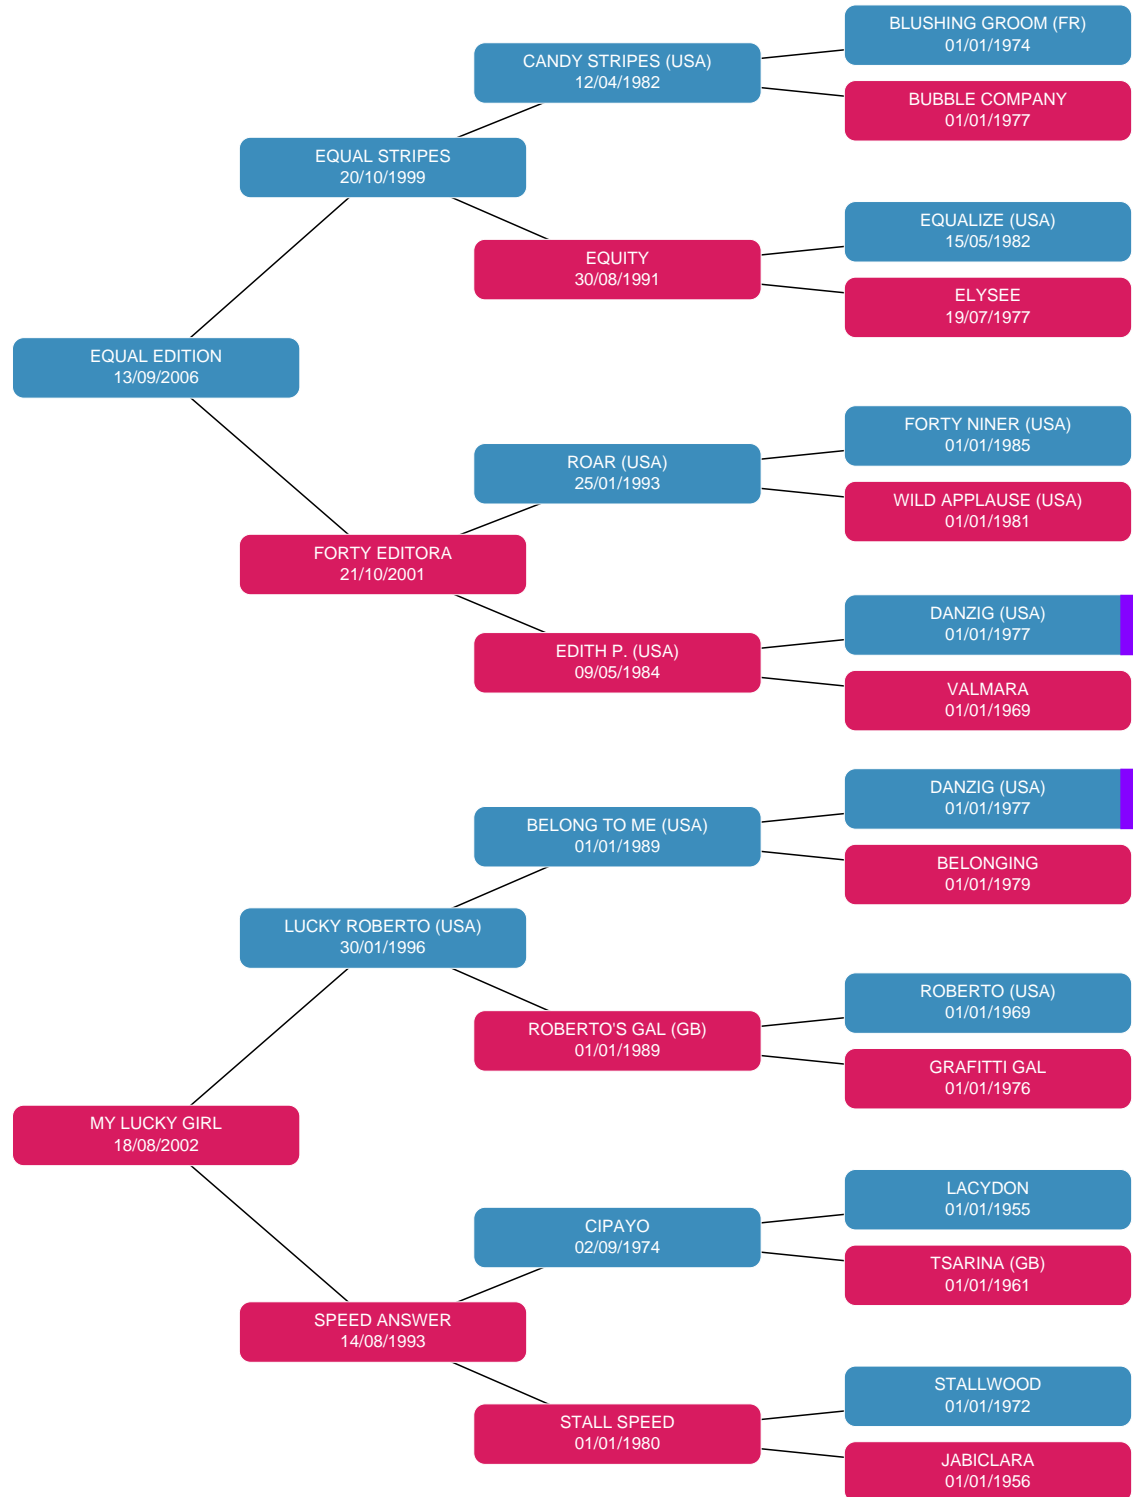 BLUSHING GROOM (FR)
01/01/1974
CANDY STRIPES (USA)
12/04/1982
BUBBLE COMPANY
01/01/1977
EQUAL STRIPES
20/10/1999
EQUALIZE (USA)
15/05/1982
EQUITY
30/08/1991
ELYSEE
19/07/1977
EQUAL EDITION
13/09/2006
FORTY NINER (USA)
01/01/1985
ROAR (USA)
25/01/1993
WILD APPLAUSE (USA)
01/01/1981
FORTY EDITORA
21/10/2001
DANZIG (USA)
01/01/1977
EDITH P. (USA)
09/05/1984
VALMARA
01/01/1969
DANZIG (USA)
01/01/1977
BELONG TO ME (USA)
01/01/1989
BELONGING
01/01/1979
LUCKY ROBERTO (USA)
30/01/1996
ROBERTO (USA)
01/01/1969
ROBERTO'S GAL (GB)
01/01/1989
GRAFITTI GAL
01/01/1976
MY LUCKY GIRL
18/08/2002
LACYDON
01/01/1955
CIPAYO
02/09/1974
TSARINA (GB)
01/01/1961
SPEED ANSWER
14/08/1993
STALLWOOD
01/01/1972
STALL SPEED
01/01/1980
JABICLARA
01/01/1956